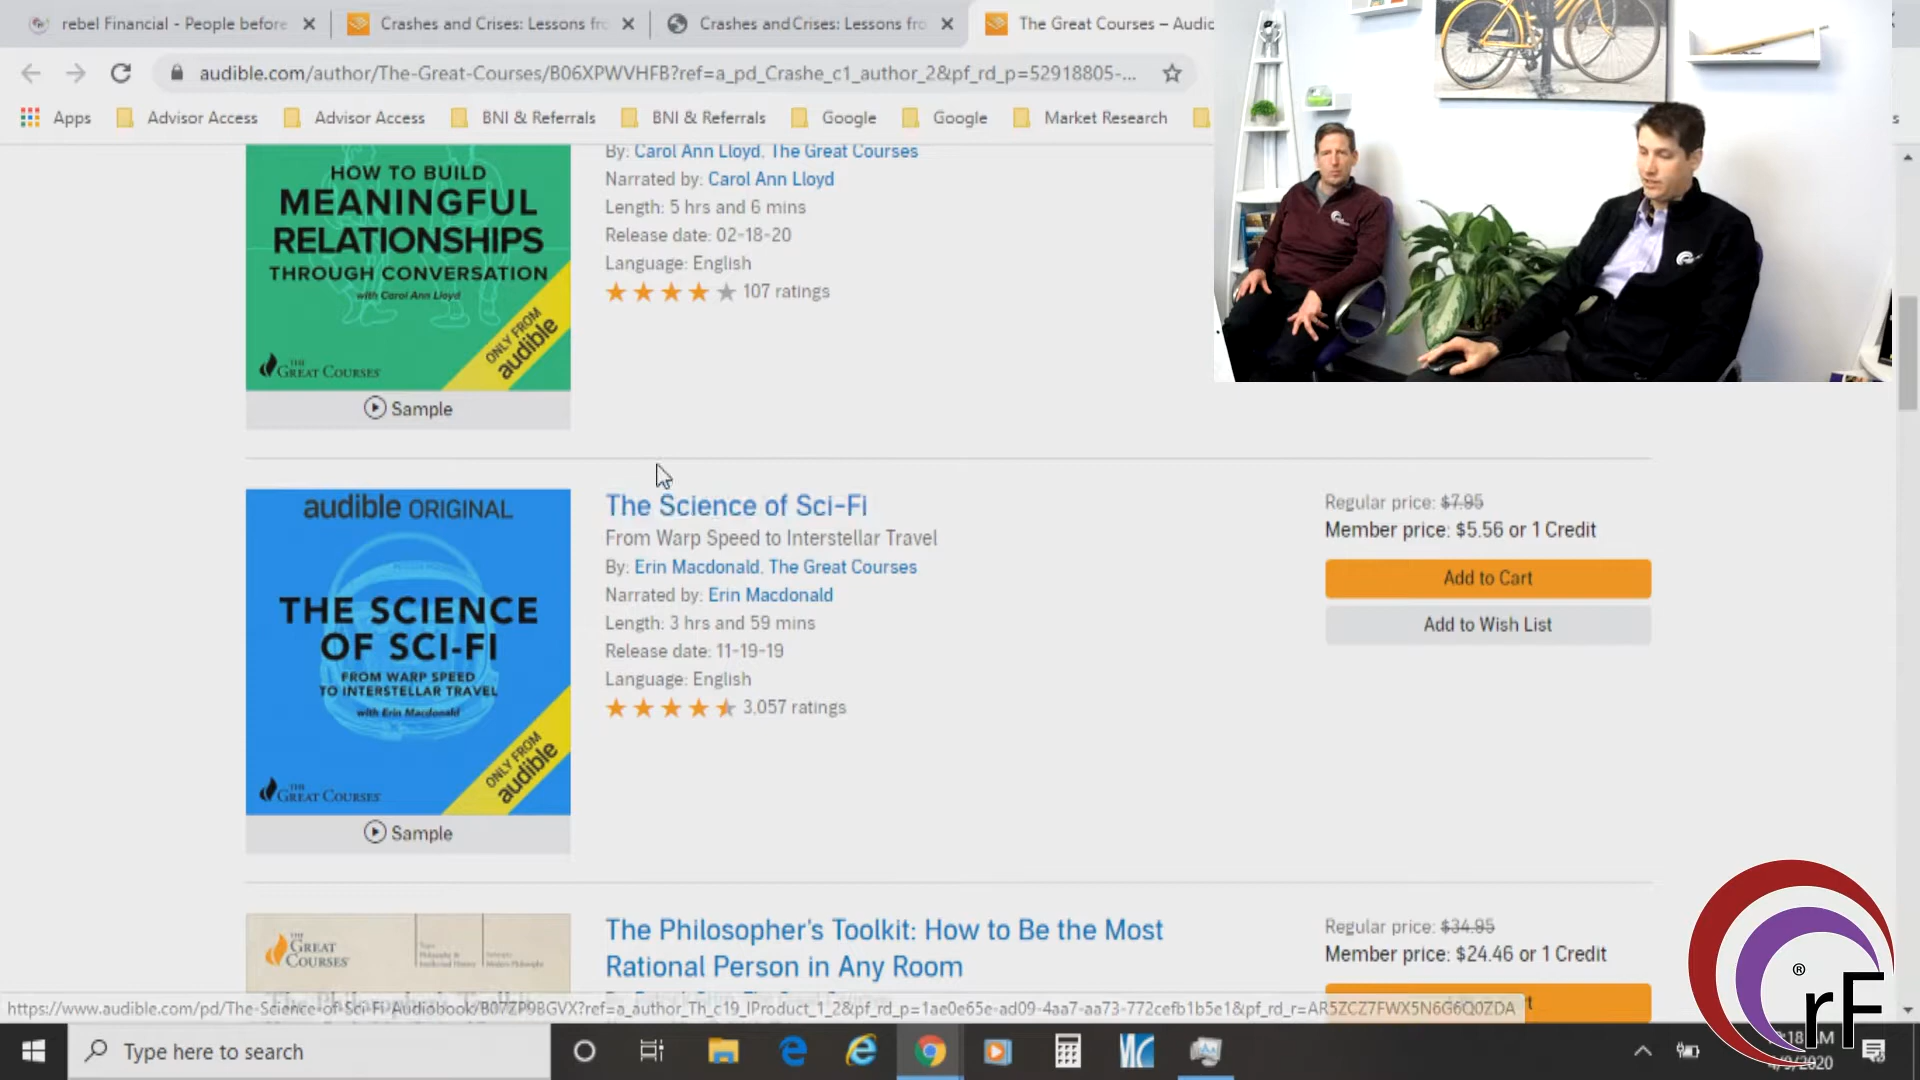 rebel Financial - People before
Crashes and Crises: Lessons fro
Crashes and Crises: Lessons fro
The Great Courses – Audio
audible.com/author/The-Great-Courses/B06XPWVHFB?ref=a_pd_Crashe_c1_author_2&pf_rd_p=52918805-...
Apps
Advisor Access
Advisor Access
BNI & Referrals
BNI & Referrals
Google
Google
Market Research
HOW TO BUILD
MEANINGFUL
RELATIONSHIPS
THROUGH CONVERSATION
with Carol Ann Lloyd
ONLY FROM
audible
THE
GREAT COURSES
Sample
By: Carol Ann Lloyd, The Great Courses
Narrated by: Carol Ann Lloyd
Length: 5 hrs and 6 mins
Release date: 02-18-20
Language: English
107 ratings
audible ORIGINAL
THE SCIENCE
OF SCI-FI
FROM WARP SPEED
TO INTERSTELLAR TRAVEL
with Erin Macdonald
ONLY FROM
audible
THE
GREAT COURSES
Sample
The Science of Sci-Fi
From Warp Speed to Interstellar Travel
By: Erin Macdonald, The Great Courses
Narrated by: Erin Macdonald
Length: 3 hrs and 59 mins
Release date: 11-19-19
Language: English
3,057 ratings
Regular price: $7.95
Member price: $5.56 or 1 Credit
Add to Cart
Add to Wish List
THE
GREAT
COURSES
The Philosopher's Toolkit: How to Be the Most
Rational Person in Any Room
Regular price: $34.95
Member price: $24.46 or 1 Credit
https://www.audible.com/pd/The-Science-of-Sci-Fi-Audiobook/B07ZP98GVX?ref=a_author_Th_c19_lProduct_1_2&pf_rd_p=1ae0e65e-ad09-4aa7-aa73-772cefb1b5e1&pf_rd_r=AR5ZCZ7FWX5N6G6Q0ZDA
® rF
Type here to search